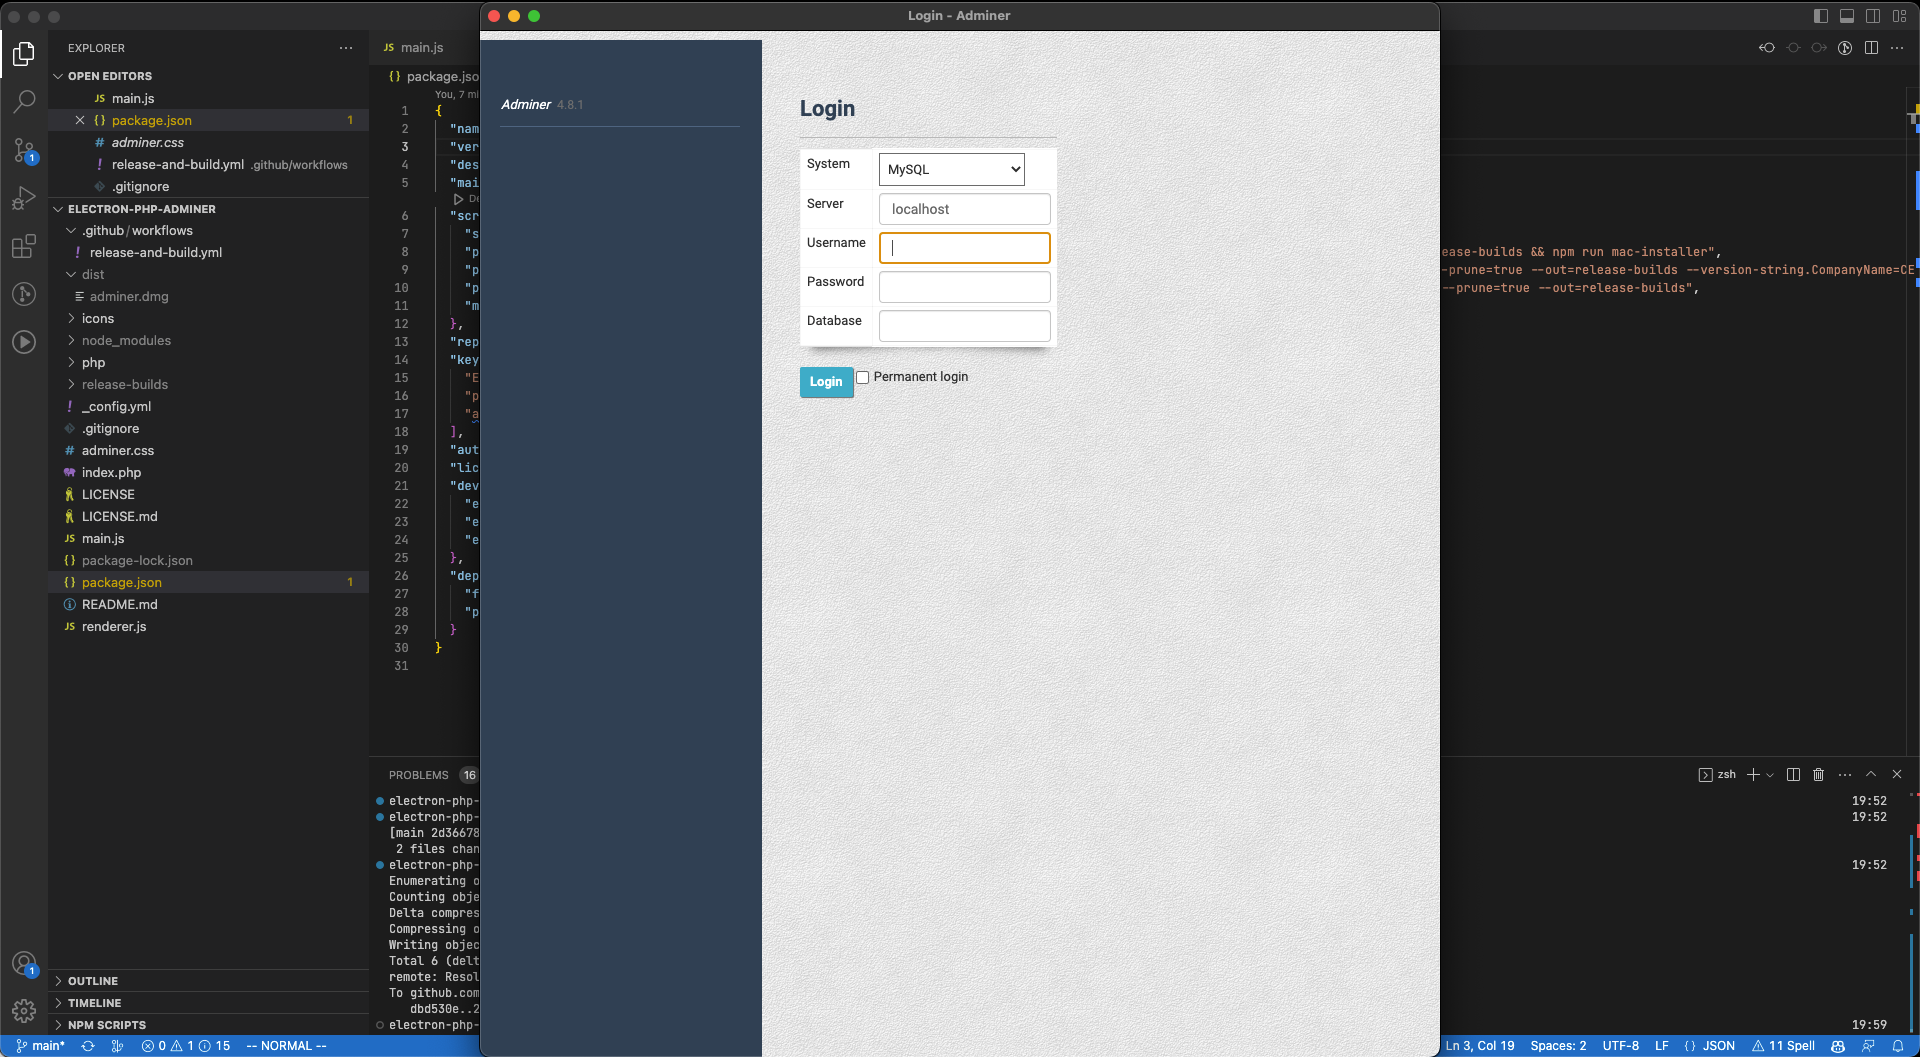 Login - Adminer
EXPLORER
OPEN EDITORS
JS main.js
{} package.json 1
# adminer.css
! release-and-build.yml .github/workflows
.gitignore
ELECTRON-PHP-ADMINER
.github/workflows
! release-and-build.yml
dist
adminer.dmg
icons
node_modules
php
release-builds
! _config.yml
.gitignore
# adminer.css
index.php
LICENSE
LICENSE.md
JS main.js
{} package-lock.json
{} package.json 1
README.md
JS renderer.js
OUTLINE
TIMELINE
NPM SCRIPTS
JS main.js
{} package.jso
You, 7 mi
1 {
2 "nam
3 "ver
4 "des
5 "mai
De
6 "scr
7 "s
8 "p
9 "p
10 "p
11 "m
12 },
13 "rep
14 "key
15 "E
16 "p
17 "a
18 ],
19 "aut
20 "lic
21 "dev
22 "e
23 "e
24 "e
25 },
26 "dep
27 "f
28 "p
29 }
30 }
31
Adminer 4.8.1
Login
System MySQL
Server localhost
Username
Password
Database
Login Permanent login
ease-builds && npm run mac-installer",
-prune=true --out=release-builds --version-string.CompanyName=CE
--prune=true --out=release-builds",
PROBLEMS 16
zsh
electron-php- 19:52
electron-php- 19:52
[main 2d36678
2 files chan
electron-php- 19:52
Enumerating o
Counting obje
Delta compres
Compressing o
Writing objec
Total 6 (delt
remote: Resol
To github.com
dbd530e..2
electron-php- 19:59
1
1
main* 0 1 15 -- NORMAL --
Ln 3, Col 19 Spaces: 2 UTF-8 LF {} JSON 11 Spell